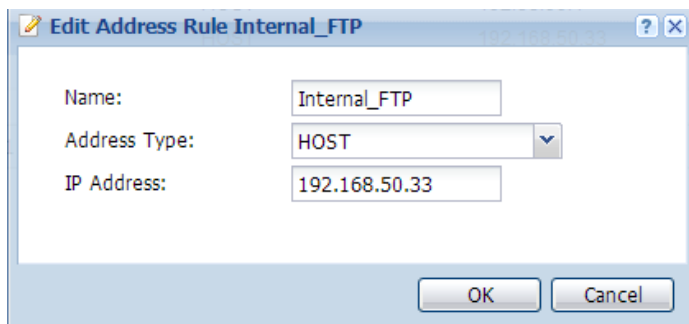 Edit Address Rule Internal_FTP
Name: Internal_FTP
Address Type: HOST
IP Address: 192.168.50.33
OK Cancel